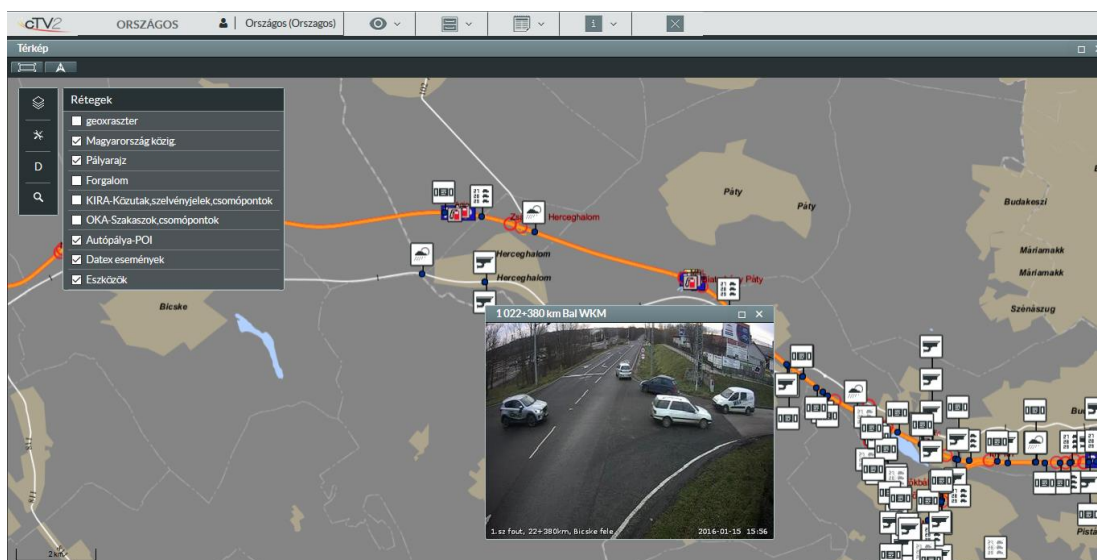 cTV2 ORSZÁGOS Országos (Orszagos)
Térkép
Rétegek
geoxraszter
Magyarország közig.
Pályarajz
Forgalom
KIRA-Közutak,szelvényjelek,csomópontok
OKA-Szakaszok,csomópontok
Autópálya-POI
Datex események
Eszközök
D
Herceghalom
Herceghalom
Herceghalom
Bicske
Páty
Páty
Páty
Budakeszi
Máriamakk
Máriamakk
Szénászug
1 022+380 km Bal WKM
1.sz fout, 22+380km, Bicske fele
2016-01-15 15:56
2 km